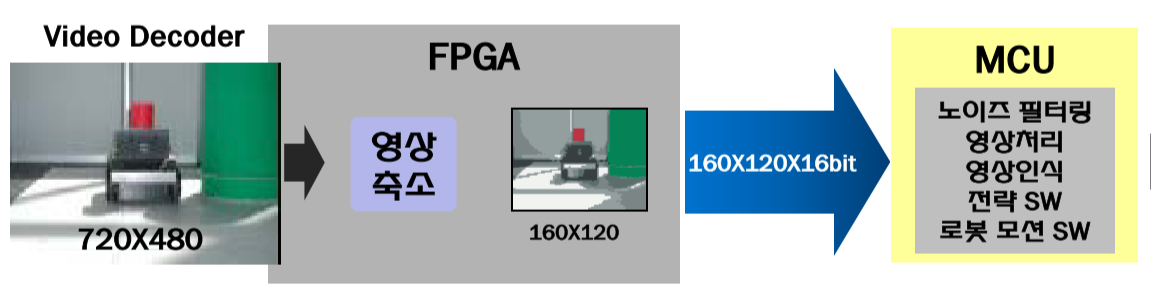 Video Decoder
720X480
FPGA
영상
축소
160X120
160X120X16bit
MCU
노이즈 필터링
영상처리
영상인식
전략 SW
로봇 모션 SW